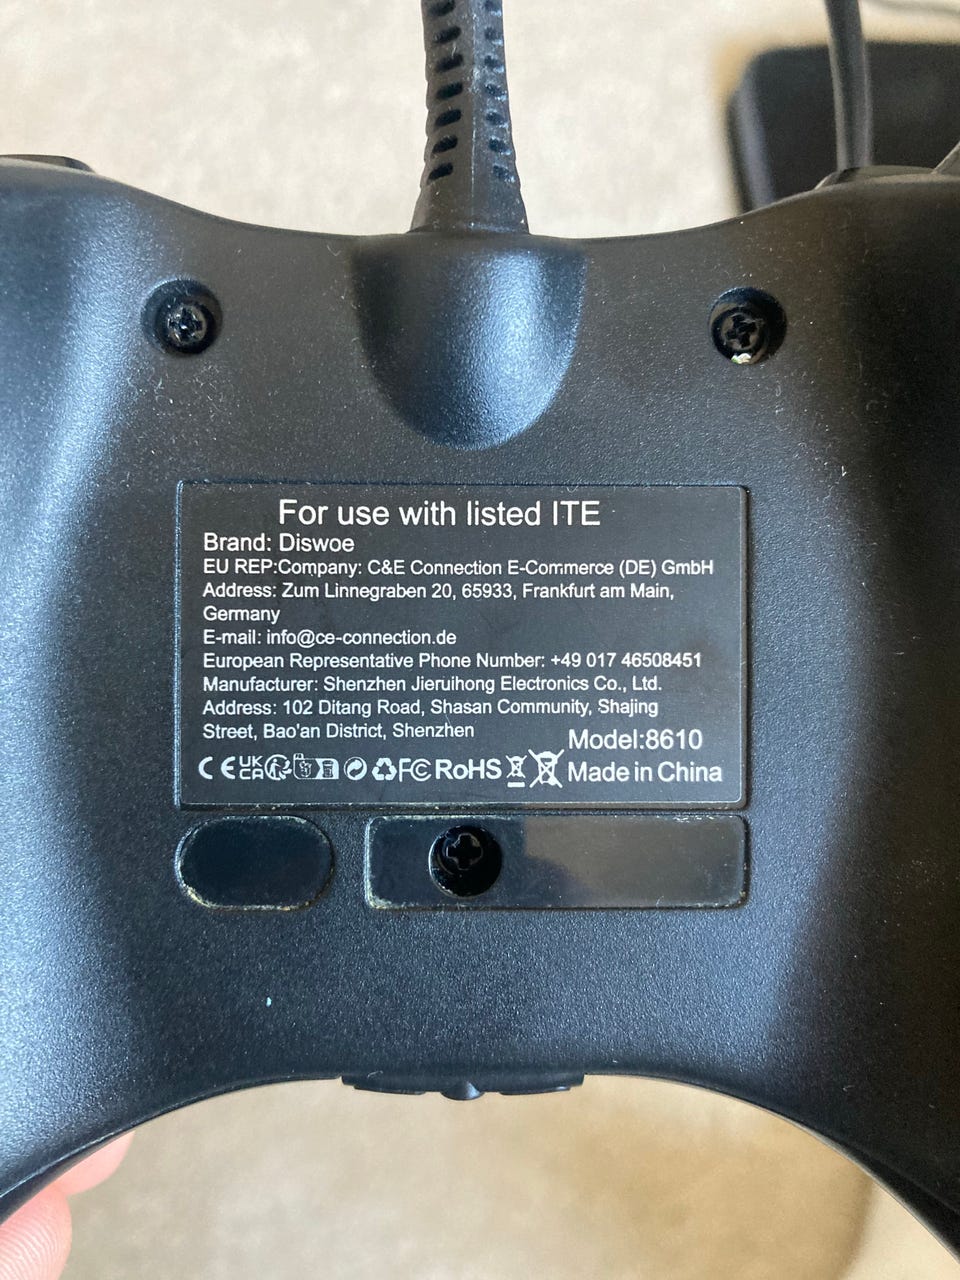 For use with listed ITE
Brand: Diswoe
EU REP:Company: C&E Connection E-Commerce (DE) GmbH
Address: Zum Linnegraben 20, 65933, Frankfurt am Main,
Germany
E-mail: info@ce-connection.de
European Representative Phone Number: +49 017 46508451
Manufacturer: Shenzhen Jieruihong Electronics Co., Ltd.
Address: 102 Ditang Road, Shasan Community, Shajing
Street, Bao'an District, Shenzhen
Model:8610
CE UKCA FC RoHS Made in China